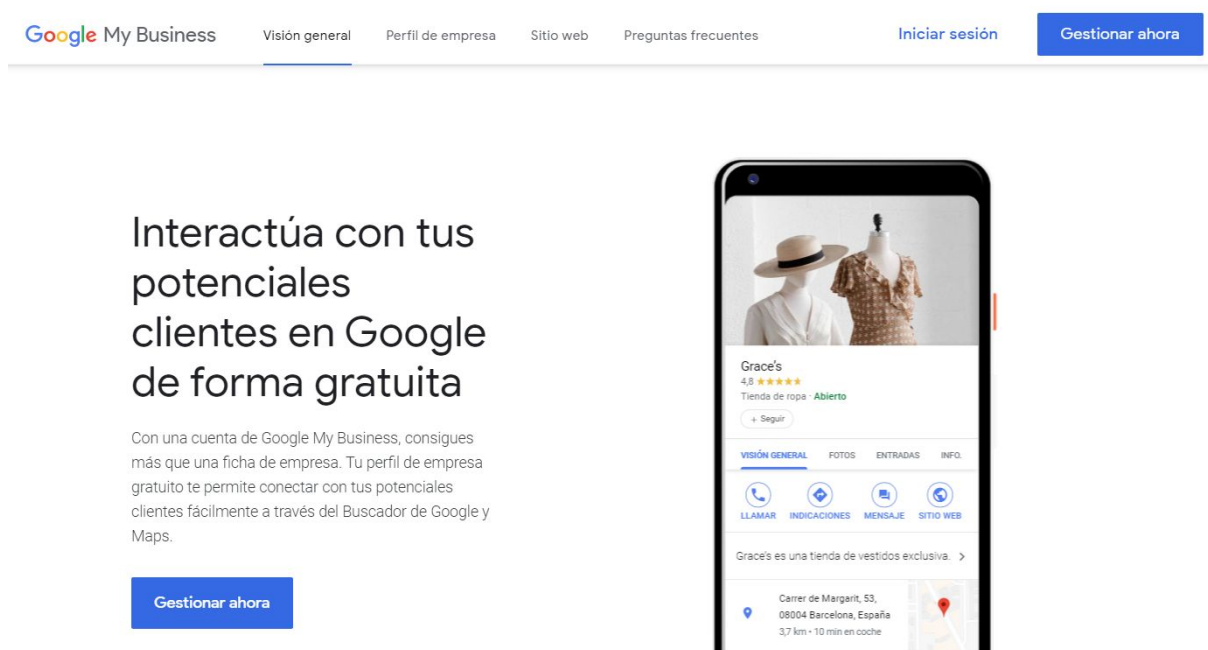 Google My Business
Visión general
Perfil de empresa
Sitio web
Preguntas frecuentes
Iniciar sesión
Gestionar ahora
Interactúa con tus
potenciales
clientes en Google
de forma gratuita
Con una cuenta de Google My Business, consigues
más que una ficha de empresa. Tu perfil de empresa
gratuito te permite conectar con tus potenciales
clientes fácilmente a través del Buscador de Google y
Maps.
Gestionar ahora
Grace's
4,8 ★★★★★
Tienda de ropa · Abierto
+ Seguir
VISIÓN GENERAL
FOTOS
ENTRADAS
INFO.
LLAMAR
INDICACIONES
MENSAJE
SITIO WEB
Grace's es una tienda de vestidos exclusiva. >
Carrer de Margarit, 53,
08004 Barcelona, España
3,7 km • 10 min en coche